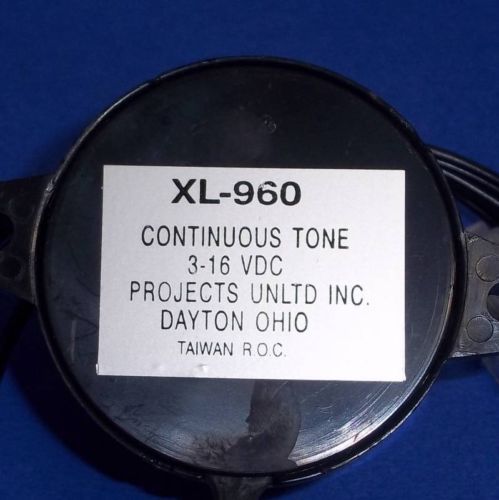 XL-960
CONTINUOUS TONE
3-16 VDC
PROJECTS UNLTD INC.
DAYTON OHIO
TAIWAN R.O.C.